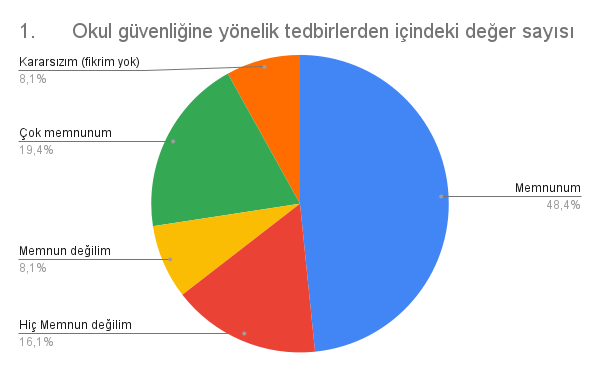 1. Okul güvenliğine yönelik tedbirlerden içindeki değer sayısı
Kararsızım (fikrim yok)
8,1%
Çok memnunum
19,4%
Memnunum
48,4%
Memnun değilim
8,1%
Hiç Memnun değilim
16,1%